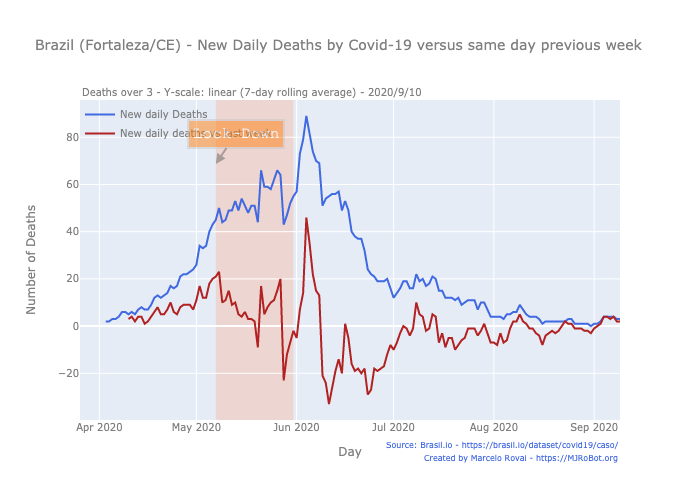 Brazil (Fortaleza/CE) - New Daily Deaths by Covid-19 versus same day previous week
Deaths over 3 - Y-scale: linear (7-day rolling average) - 2020/9/10
New daily Deaths
New daily deaths
Down
80
60
40
20
0
−20
Number of Deaths
Apr 2020
May 2020
Jun 2020
Jul 2020
Aug 2020
Sep 2020
Day
Source: Brasil.io - https://brasil.io/dataset/covid19/caso/
Created by Marcelo Rovai - https://MJRoBot.org